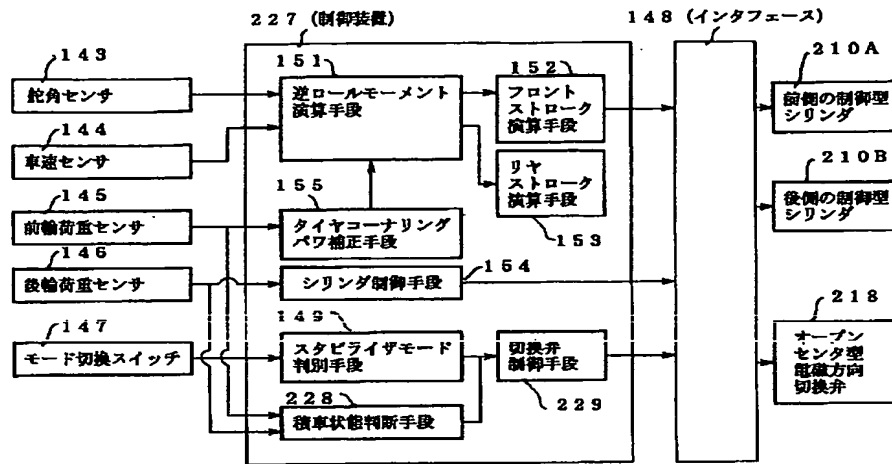 227(制御装置)
148(インタフェース)
143
舵角センサ
144
車速センサ
145
前輪荷重センサ
146
後輪荷重センサ
147
モード切換スイッチ
151
逆ロールモーメント
演算手段
152
フロント
ストローク
演算手段
リヤ
ストローク
演算手段
153
155
タイヤコーナリング
パワ補正手段
シリンダ制御手段
154
149
スタビライザモード
判別手段
切換弁
制御手段
229
228
積車状態判断手段
210A
前側の制御型
シリンダ
210B
後側の制御型
シリンダ
218
オープン
センタ型
電磁方向
切換弁